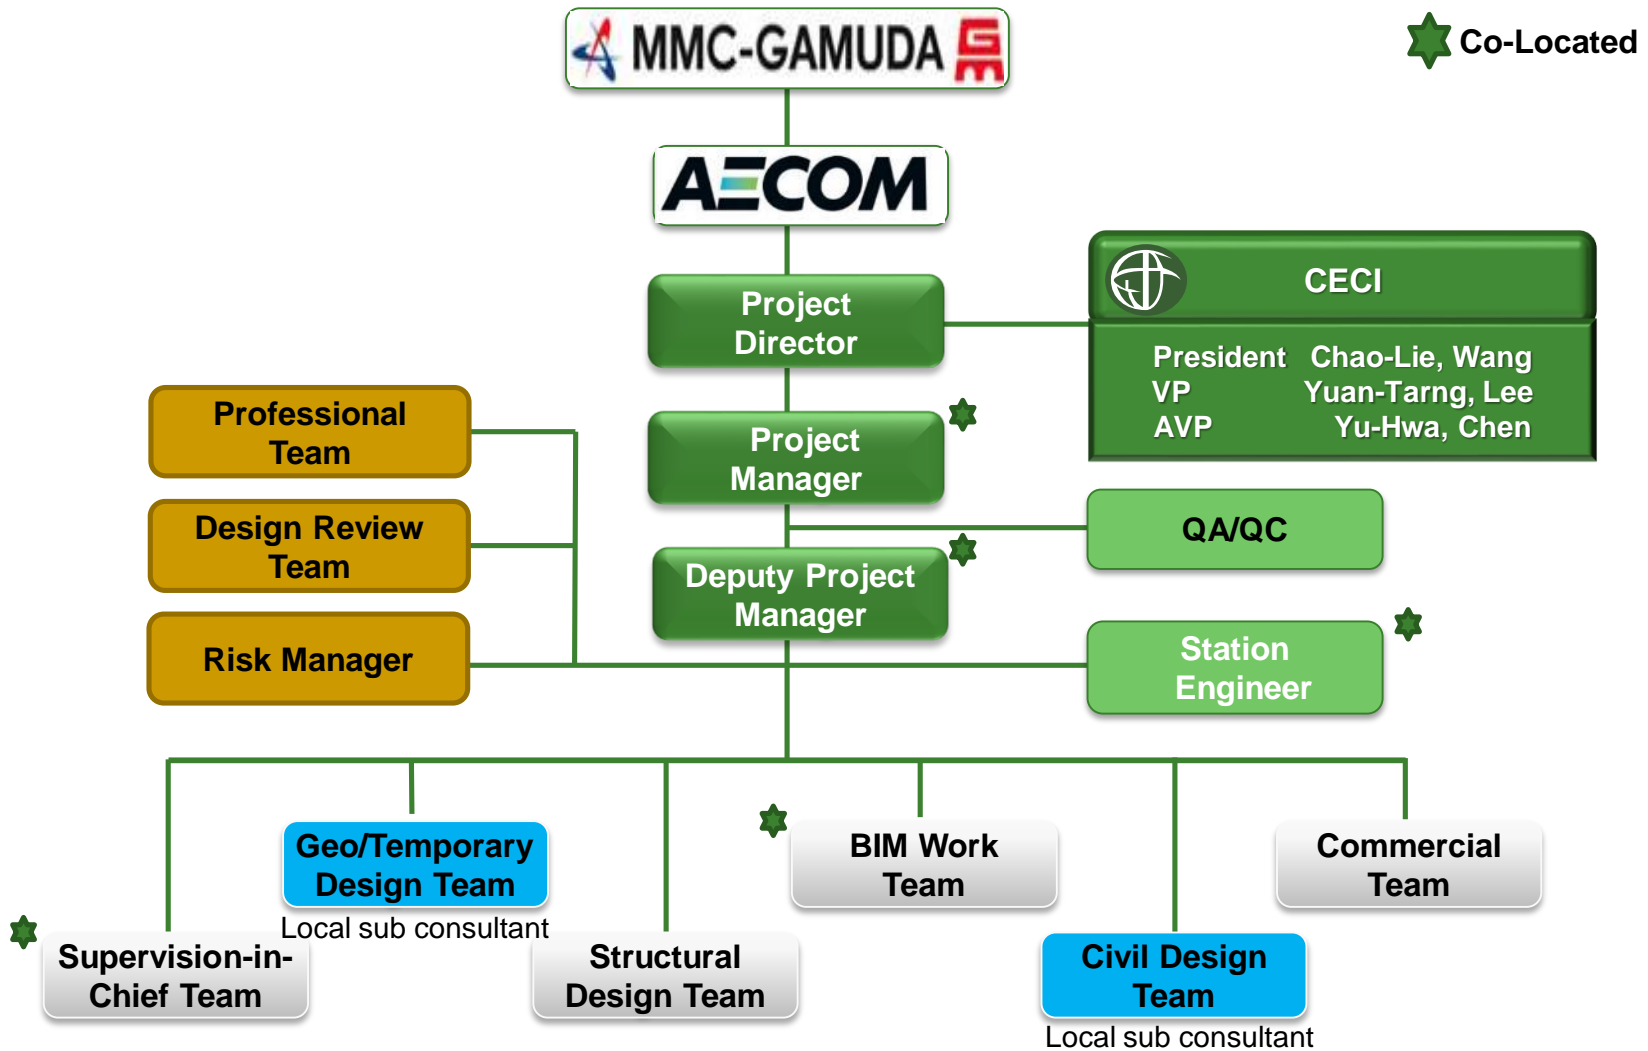 MMC-GAMUDA
Co-Located
AECOM
Project
Director
CECI
President Chao-Lie, Wang
VP Yuan-Tarng, Lee
AVP Yu-Hwa, Chen
Professional
Team
Project
Manager
Design Review
Team
QA/QC
Deputy Project
Manager
Risk Manager
Station
Engineer
Geo/Temporary
Design Team
Local sub consultant
BIM Work
Team
Commercial
Team
Supervision-in-
Chief Team
Structural
Design Team
Civil Design
Team
Local sub consultant